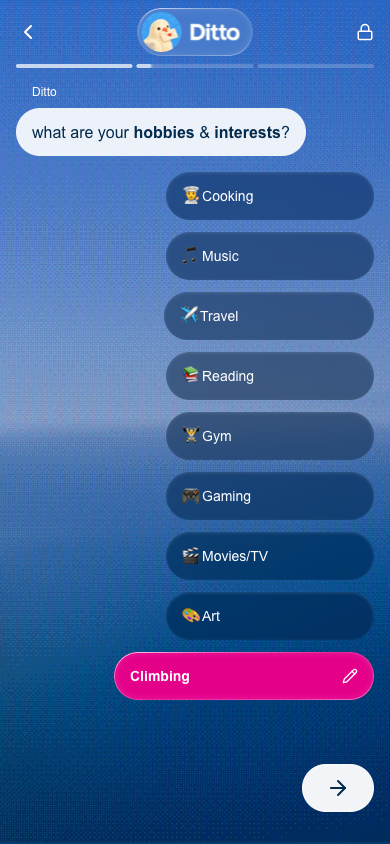 Ditto
Ditto
what are your hobbies & interests?
Cooking
Music
Travel
Reading
Gym
Gaming
Movies/TV
Art
Climbing